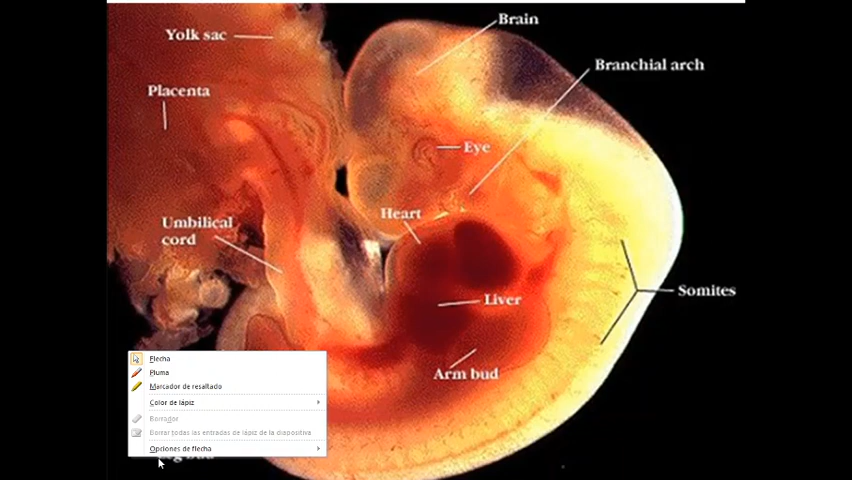 Brain
Yolk sac
Branchial arch
Placenta
Eye
Heart
Umbilical
cord
Somites
Liver
Arm bud
Flecha
Pluma
Marcador de resaltado
Color de lápiz
Borrador
Borrar todas las entradas de lápiz de la diapositiva
Opciones de flecha
bud